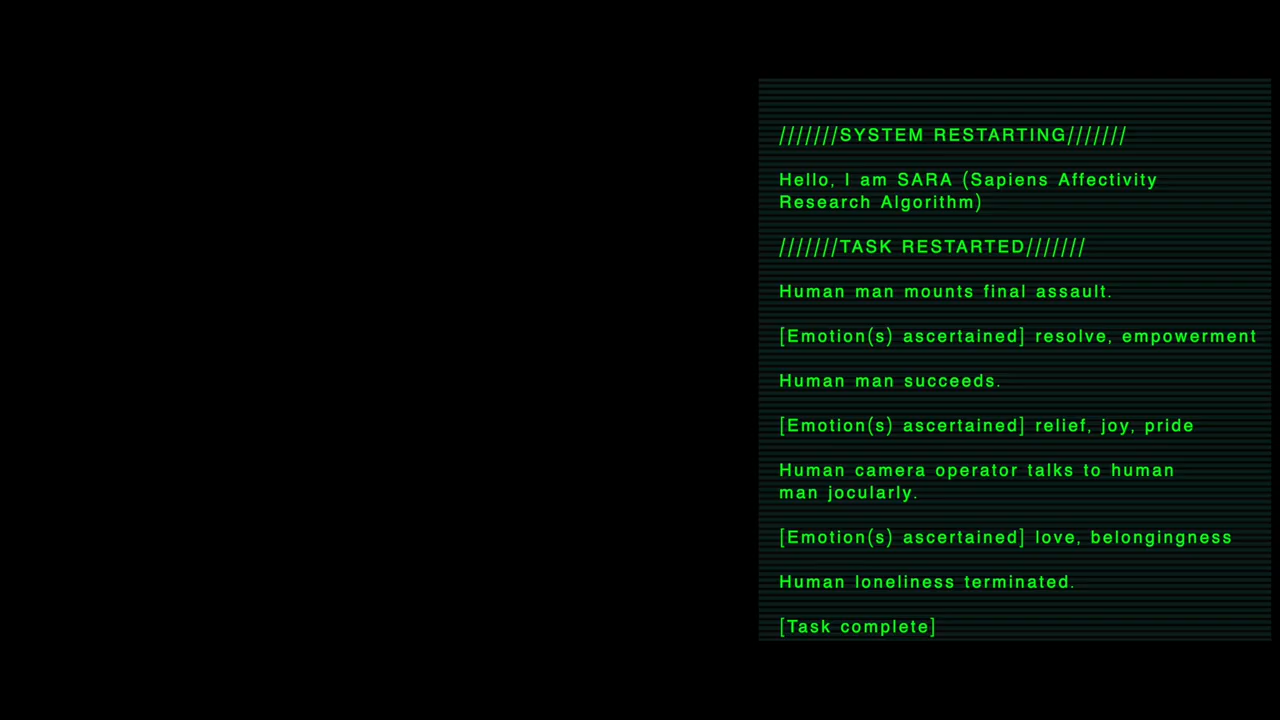 ///////SYSTEM RESTARTING///////
Hello, I am SARA (Sapiens Affectivity
Research Algorithm)
///////TASK RESTARTED///////
Human man mounts final assault.
[Emotion(s) ascertained] resolve, empowerment
Human man succeeds.
[Emotion(s) ascertained] relief, joy, pride
Human camera operator talks to human
man jocularly.
[Emotion(s) ascertained] love, belongingness
Human loneliness terminated.
[Task complete]